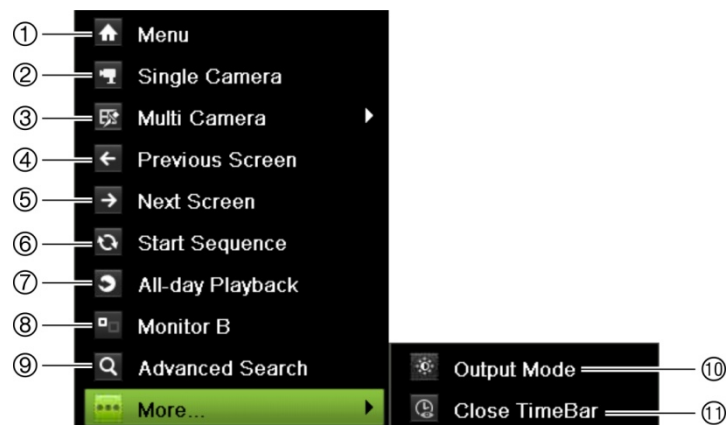 ① Menu
② Single Camera
③ Multi Camera
④ Previous Screen
⑤ Next Screen
⑥ Start Sequence
⑦ All-day Playback
⑧ Monitor B
⑨ Advanced Search
More...
Output Mode ⑩
Close TimeBar ⑪